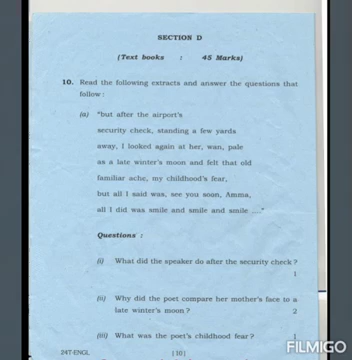 SECTION D
(Text books : 45 Marks)
10. Read the following extracts and answer the questions that
follow :
(a) "but after the airport's
security check, standing a few yards
away, I looked again at her, wan, pale
as a late winter's moon and felt that old
familiar ache, my childhood's fear,
but all I said was, see you soon, Amma,
all I did was smile and smile and smile ...."
Questions :
(i) What did the speaker do after the security check ?
1
(ii) Why did the poet compare her mother's face to a
late winter's moon ? 2
(iii) What was the poet's childhood fear ? 1
24T-ENGL [10]
FILMIGO